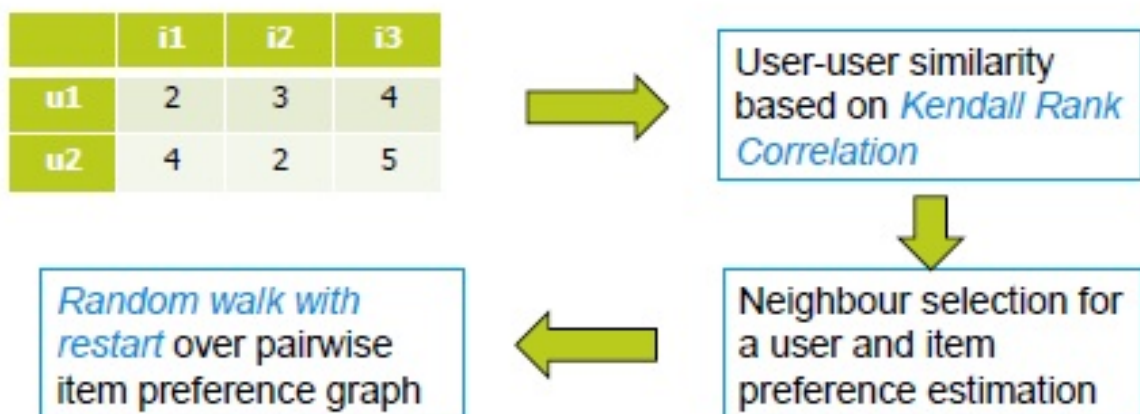 i1 i2 i3
u1 2 3 4
u2 4 2 5
User-user similarity
based on Kendall Rank
Correlation
Neighbour selection for
a user and item
preference estimation
Random walk with
restart over pairwise
item preference graph